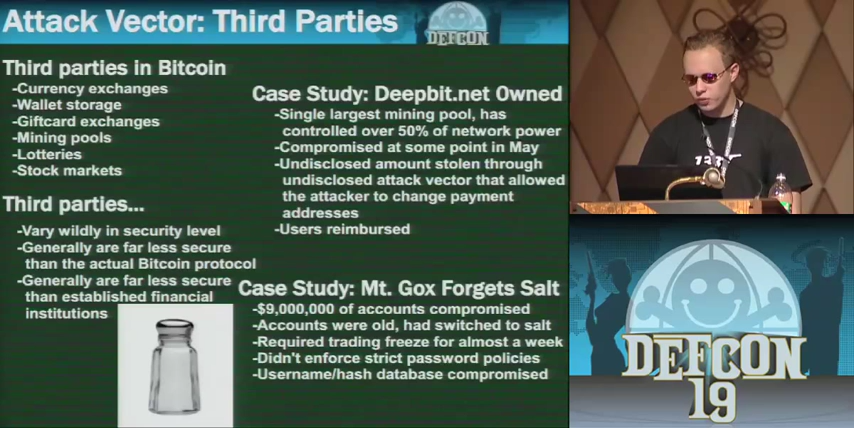 Attack Vector: Third Parties
DEFCON
Third parties in Bitcoin
-Currency exchanges
-Wallet storage
-Giftcard exchanges
-Mining pools
-Lotteries
-Stock markets
Third parties...
-Vary wildly in security level
-Generally are far less secure
than the actual Bitcoin protocol
-Generally are far less secure
than established financial
institutions
Case Study: Deepbit.net 0wned
-Single largest mining pool, has
controlled over 50% of network power
-Compromised at some point in May
-Undisclosed amount stolen through
undisclosed attack vector that allowed
the attacker to change payment
addresses
-Users reimbursed
Case Study: Mt. Gox Forgets Salt
-$9,000,000 of accounts compromised
-Accounts were old, had switched to salt
-Required trading freeze for almost a week
-Didn't enforce strict password policies
-Username/hash database compromised
DEFCON
19